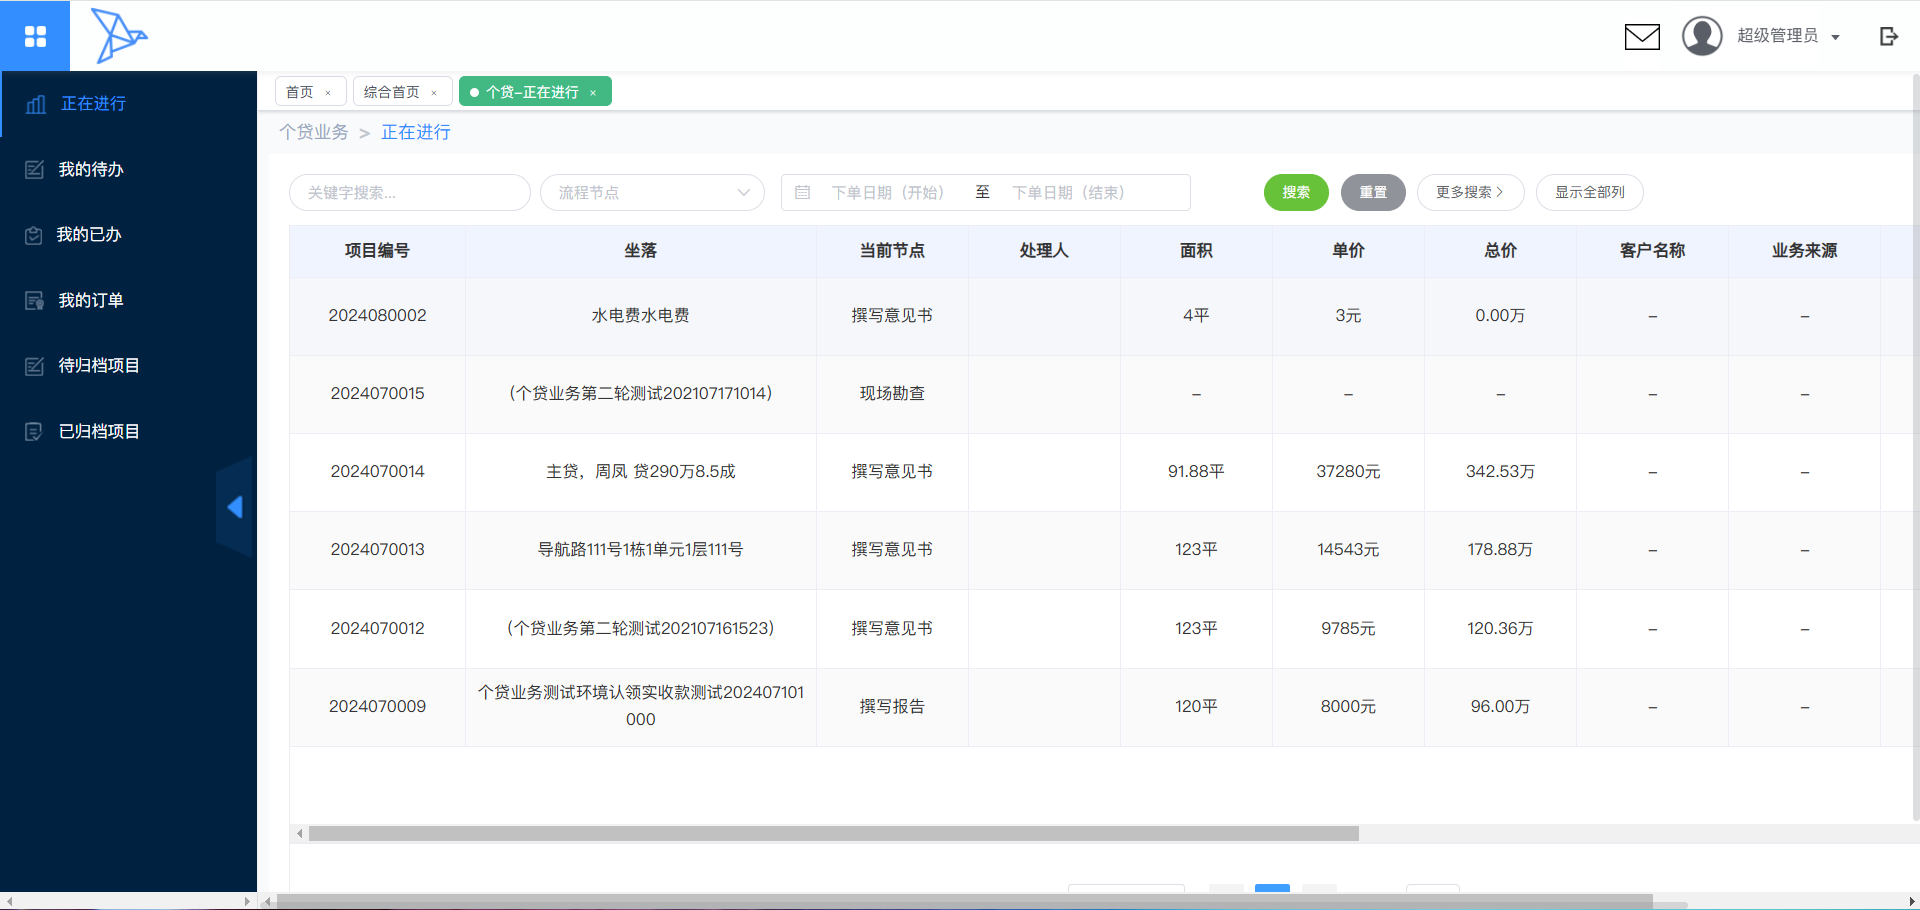 超级管理员
正在进行
我的待办
我的已办
我的订单
待归档项目
已归档项目
首页 ×
综合首页 ×
个贷-正在进行 ×
个贷业务 > 正在进行
关键字搜索...
流程节点
下单日期（开始） 至 下单日期（结束）
搜索
重置
更多搜索
显示全部列
项目编号 坐落 当前节点 处理人 面积 单价 总价 客户名称 业务来源
2024080002 水电费水电费 撰写意见书 4平 3元 0.00万 – –
2024070015 （个贷业务第二轮测试202107171014） 现场勘查 – – – – –
2024070014 主贷，周凤 贷290万8.5成 撰写意见书 91.88平 37280元 342.53万 – –
2024070013 导航路111号1栋1单元1层111号 撰写意见书 123平 14543元 178.88万 – –
2024070012 （个贷业务第二轮测试202107161523） 撰写意见书 123平 9785元 120.36万 – –
2024070009 个贷业务测试环境认领实收款测试202407101 撰写报告 120平 8000元 96.00万 – –
000